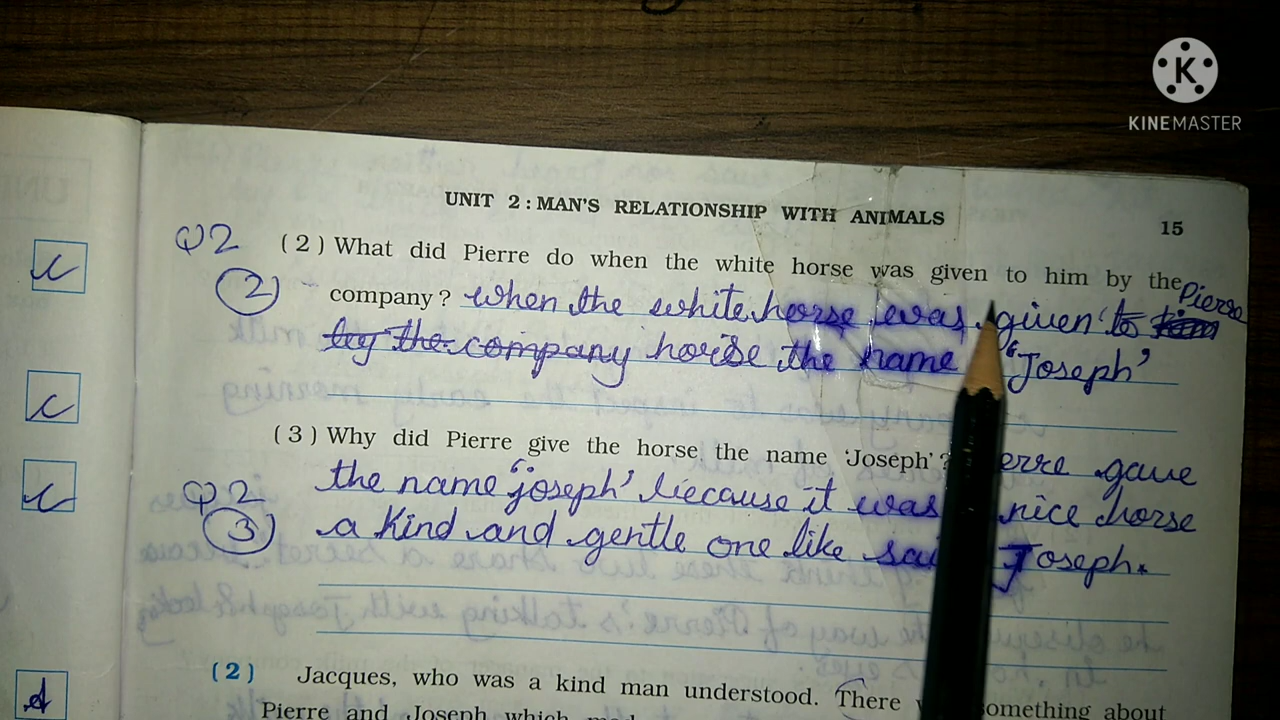 KINEMASTER
UNIT 2 : MAN'S RELATIONSHIP WITH ANIMALS
15
Q2 (2) What did Pierre do when the white horse was given to him by the
(2) company? When the white horse was given to Pierre
by the company horse the name 'Joseph'
(3) Why did Pierre give the horse the name 'Joseph'? erre gave
Q2 the name 'joseph' because it was nice horse
(3) a kind and gentle one like Joseph.
(2) Jacques, who was a kind man understood. There something about
Pierre and Joseph which